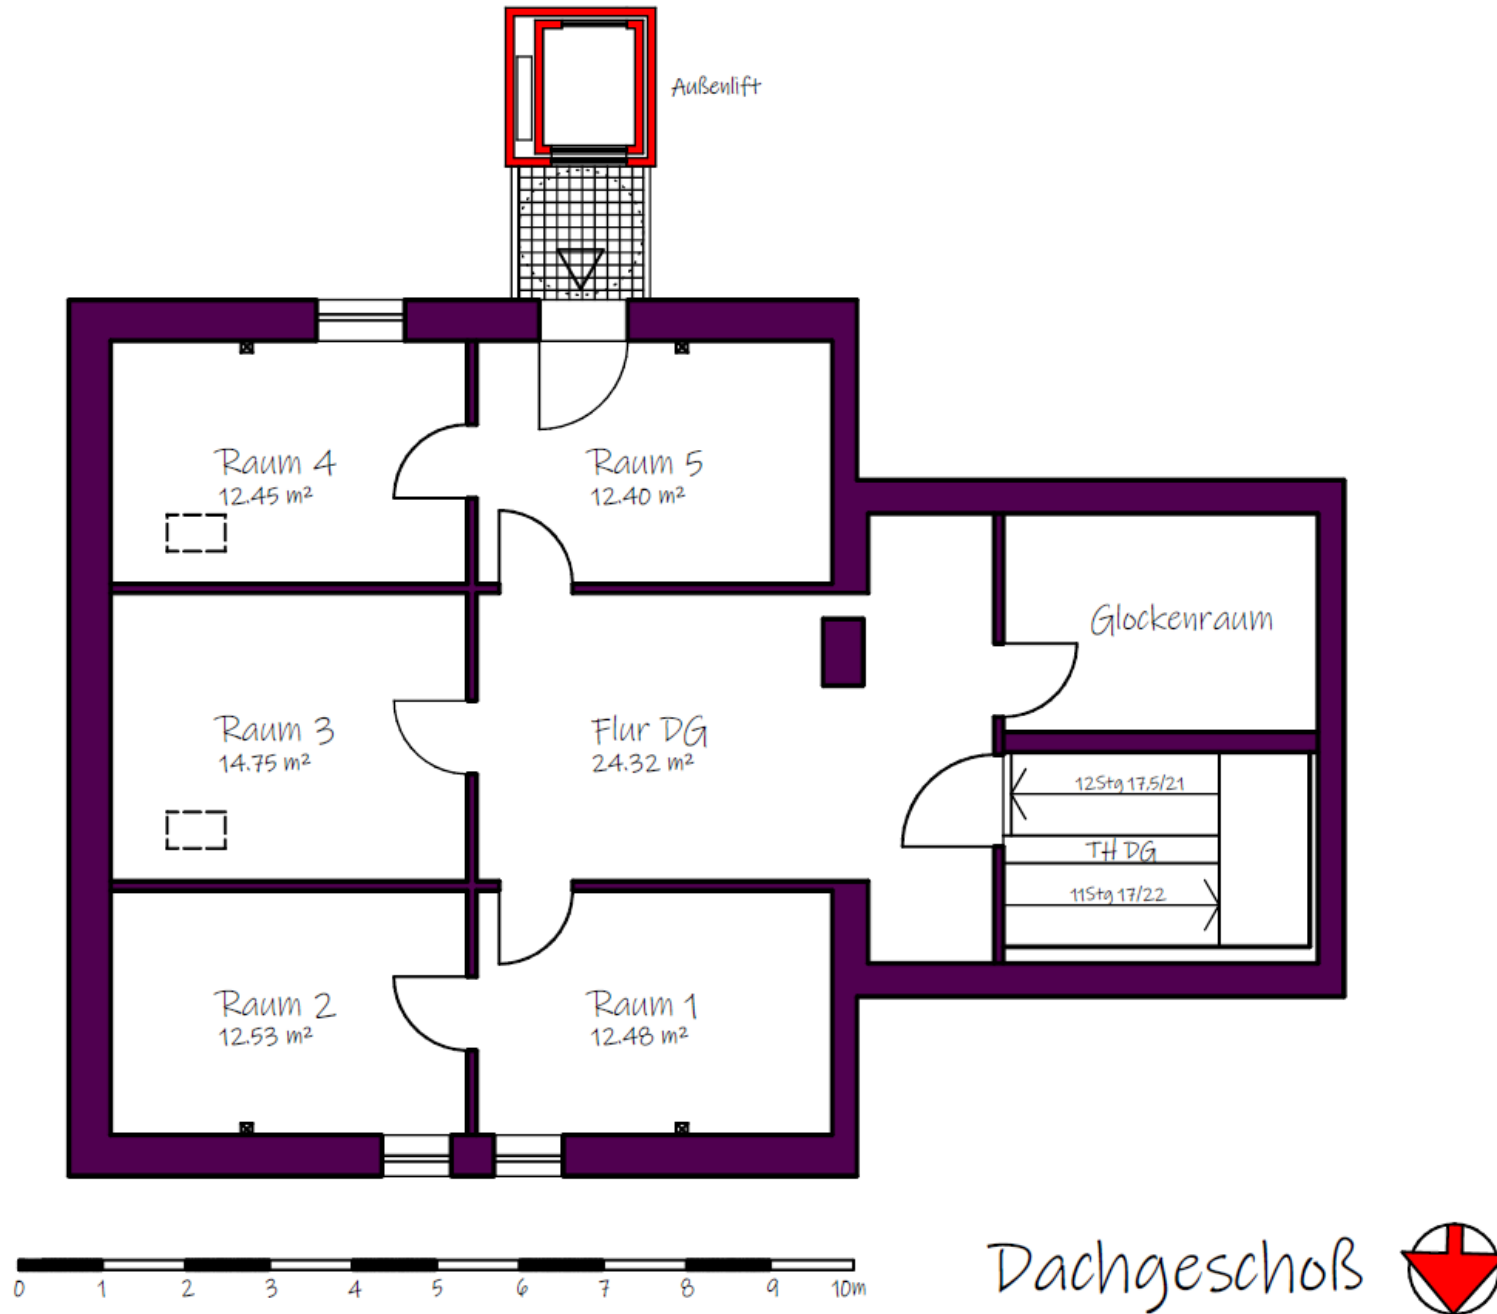 Außenlift
Raum 4
12.45 m²
Raum 5
12.40 m²
Glockenraum
Raum 3
14.75 m²
Flur DG
24.32 m²
12Stg 17,5/21
TH DG
11Stg 17/22
Raum 2
12.53 m²
Raum 1
12.48 m²
0 1 2 3 4 5 6 7 8 9 10m
Dachgeschoß